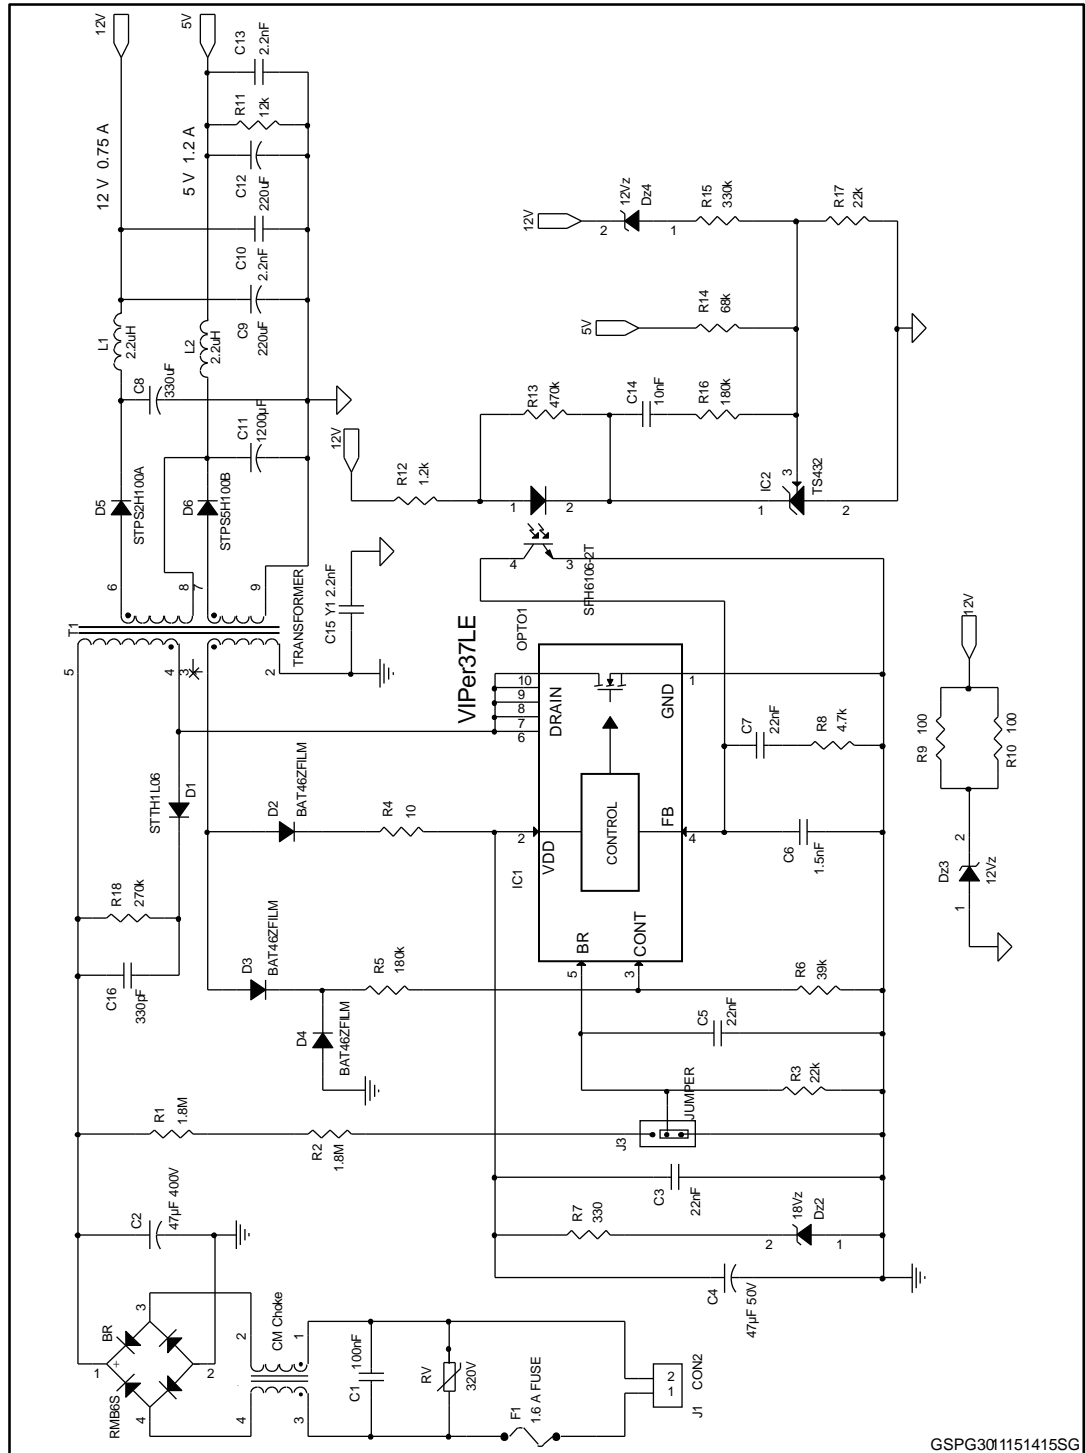 12V
5V
C13
2.2nF
R11
12k
12 V 0.75 A
5 V 1.2 A
C12
220uF
C10
2.2nF
C9
220uF
L1
2.2uH
L2
2.2uH
C8
330uF
C11
1200µF
D5
STPS2H100A
D6
STPS5H100B
6
8
7
9
T1
TRANSFORMER
5
4
3
2
C15 Y1 2.2nF
12V
R12
1.2k
R13
470k
C14
10nF
R16
180k
5V
R14
68k
12V
2
12Vz
Dz4
1
R15
330k
R17
22k
1
2
IC2
3
1
TS432
2
4
3
SFH6106-2T
OPTO1
VIPer37LE
10
9
8
7
6
DRAIN
GND
1
2
VDD
IC1
CONTROL
FB
4
BR
5
CONT
3
C7
22nF
R8
4.7k
C6
1.5nF
STTH1L06
D1
D2
BAT46ZFILM
R4
10
R18
270k
C16
330pF
D3
BAT46ZFILM
R5
180k
D4
BAT46ZFILM
R6
39k
C5
22nF
R3
22k
JUMPER
J3
R1
1.8M
R2
1.8M
C3
22nF
R7
330
18Vz
Dz2
2
1
C4
47µF 50V
C2
47µF 400V
BR
RMB6S
+
1
3
2
4
CM Choke
2
1
4
3
C1
100nF
RV
320V
F1
1.6 A FUSE
2
1
J1
CON2
12V
R9
100
R10
100
2
Dz3
12Vz
1
GSPG3011151415SG